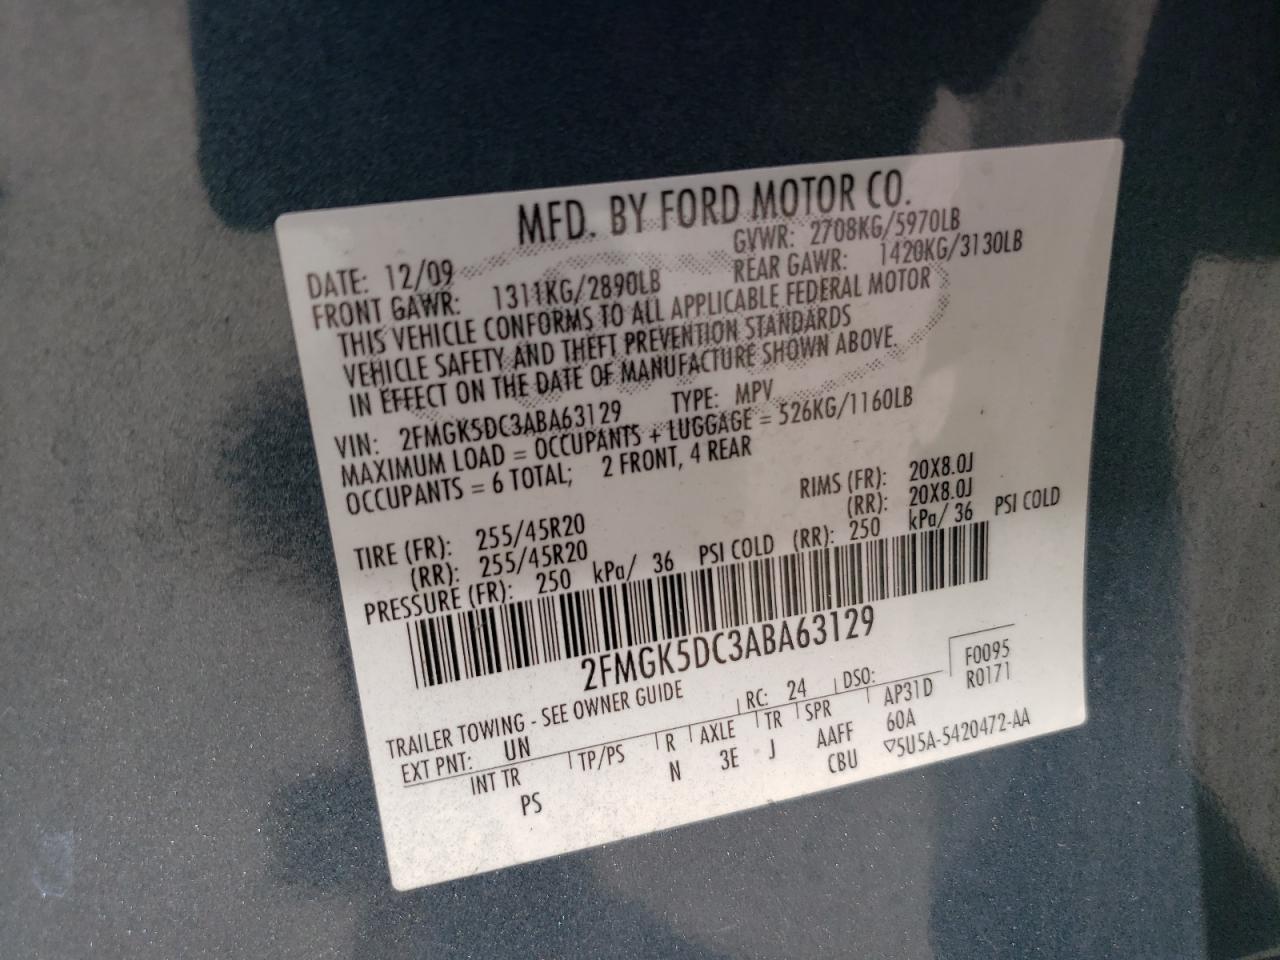 MFD. BY FORD MOTOR CO.
DATE: 12/09 GVWR: 2708KG/5970LB
FRONT GAWR: 1311KG/2890LB REAR GAWR: 1420KG/3130LB
THIS VEHICLE CONFORMS TO ALL APPLICABLE FEDERAL MOTOR
VEHICLE SAFETY AND THEFT PREVENTION STANDARDS
IN EFFECT ON THE DATE OF MANUFACTURE SHOWN ABOVE.
VIN: 2FMGK5DC3ABA63129 TYPE: MPV
MAXIMUM LOAD = OCCUPANTS + LUGGAGE = 526KG/1160LB
OCCUPANTS = 6 TOTAL; 2 FRONT, 4 REAR
TIRE (FR): 255/45R20 RIMS (FR): 20X8.0J
(RR): 255/45R20 (RR): 20X8.0J
PRESSURE (FR): 250 kPa/ 36 PSI COLD (RR): 250 kPa/ 36 PSI COLD
2FMGK5DC3ABA63129
TRAILER TOWING - SEE OWNER GUIDE
EXT PNT: UN RC: 24 DSO: F0095
INT TR TP/PS R AXLE TR SPR AP31D R0171
PS N 3E J AAFF 60A
CBU ▽5U5A-5420472-AA